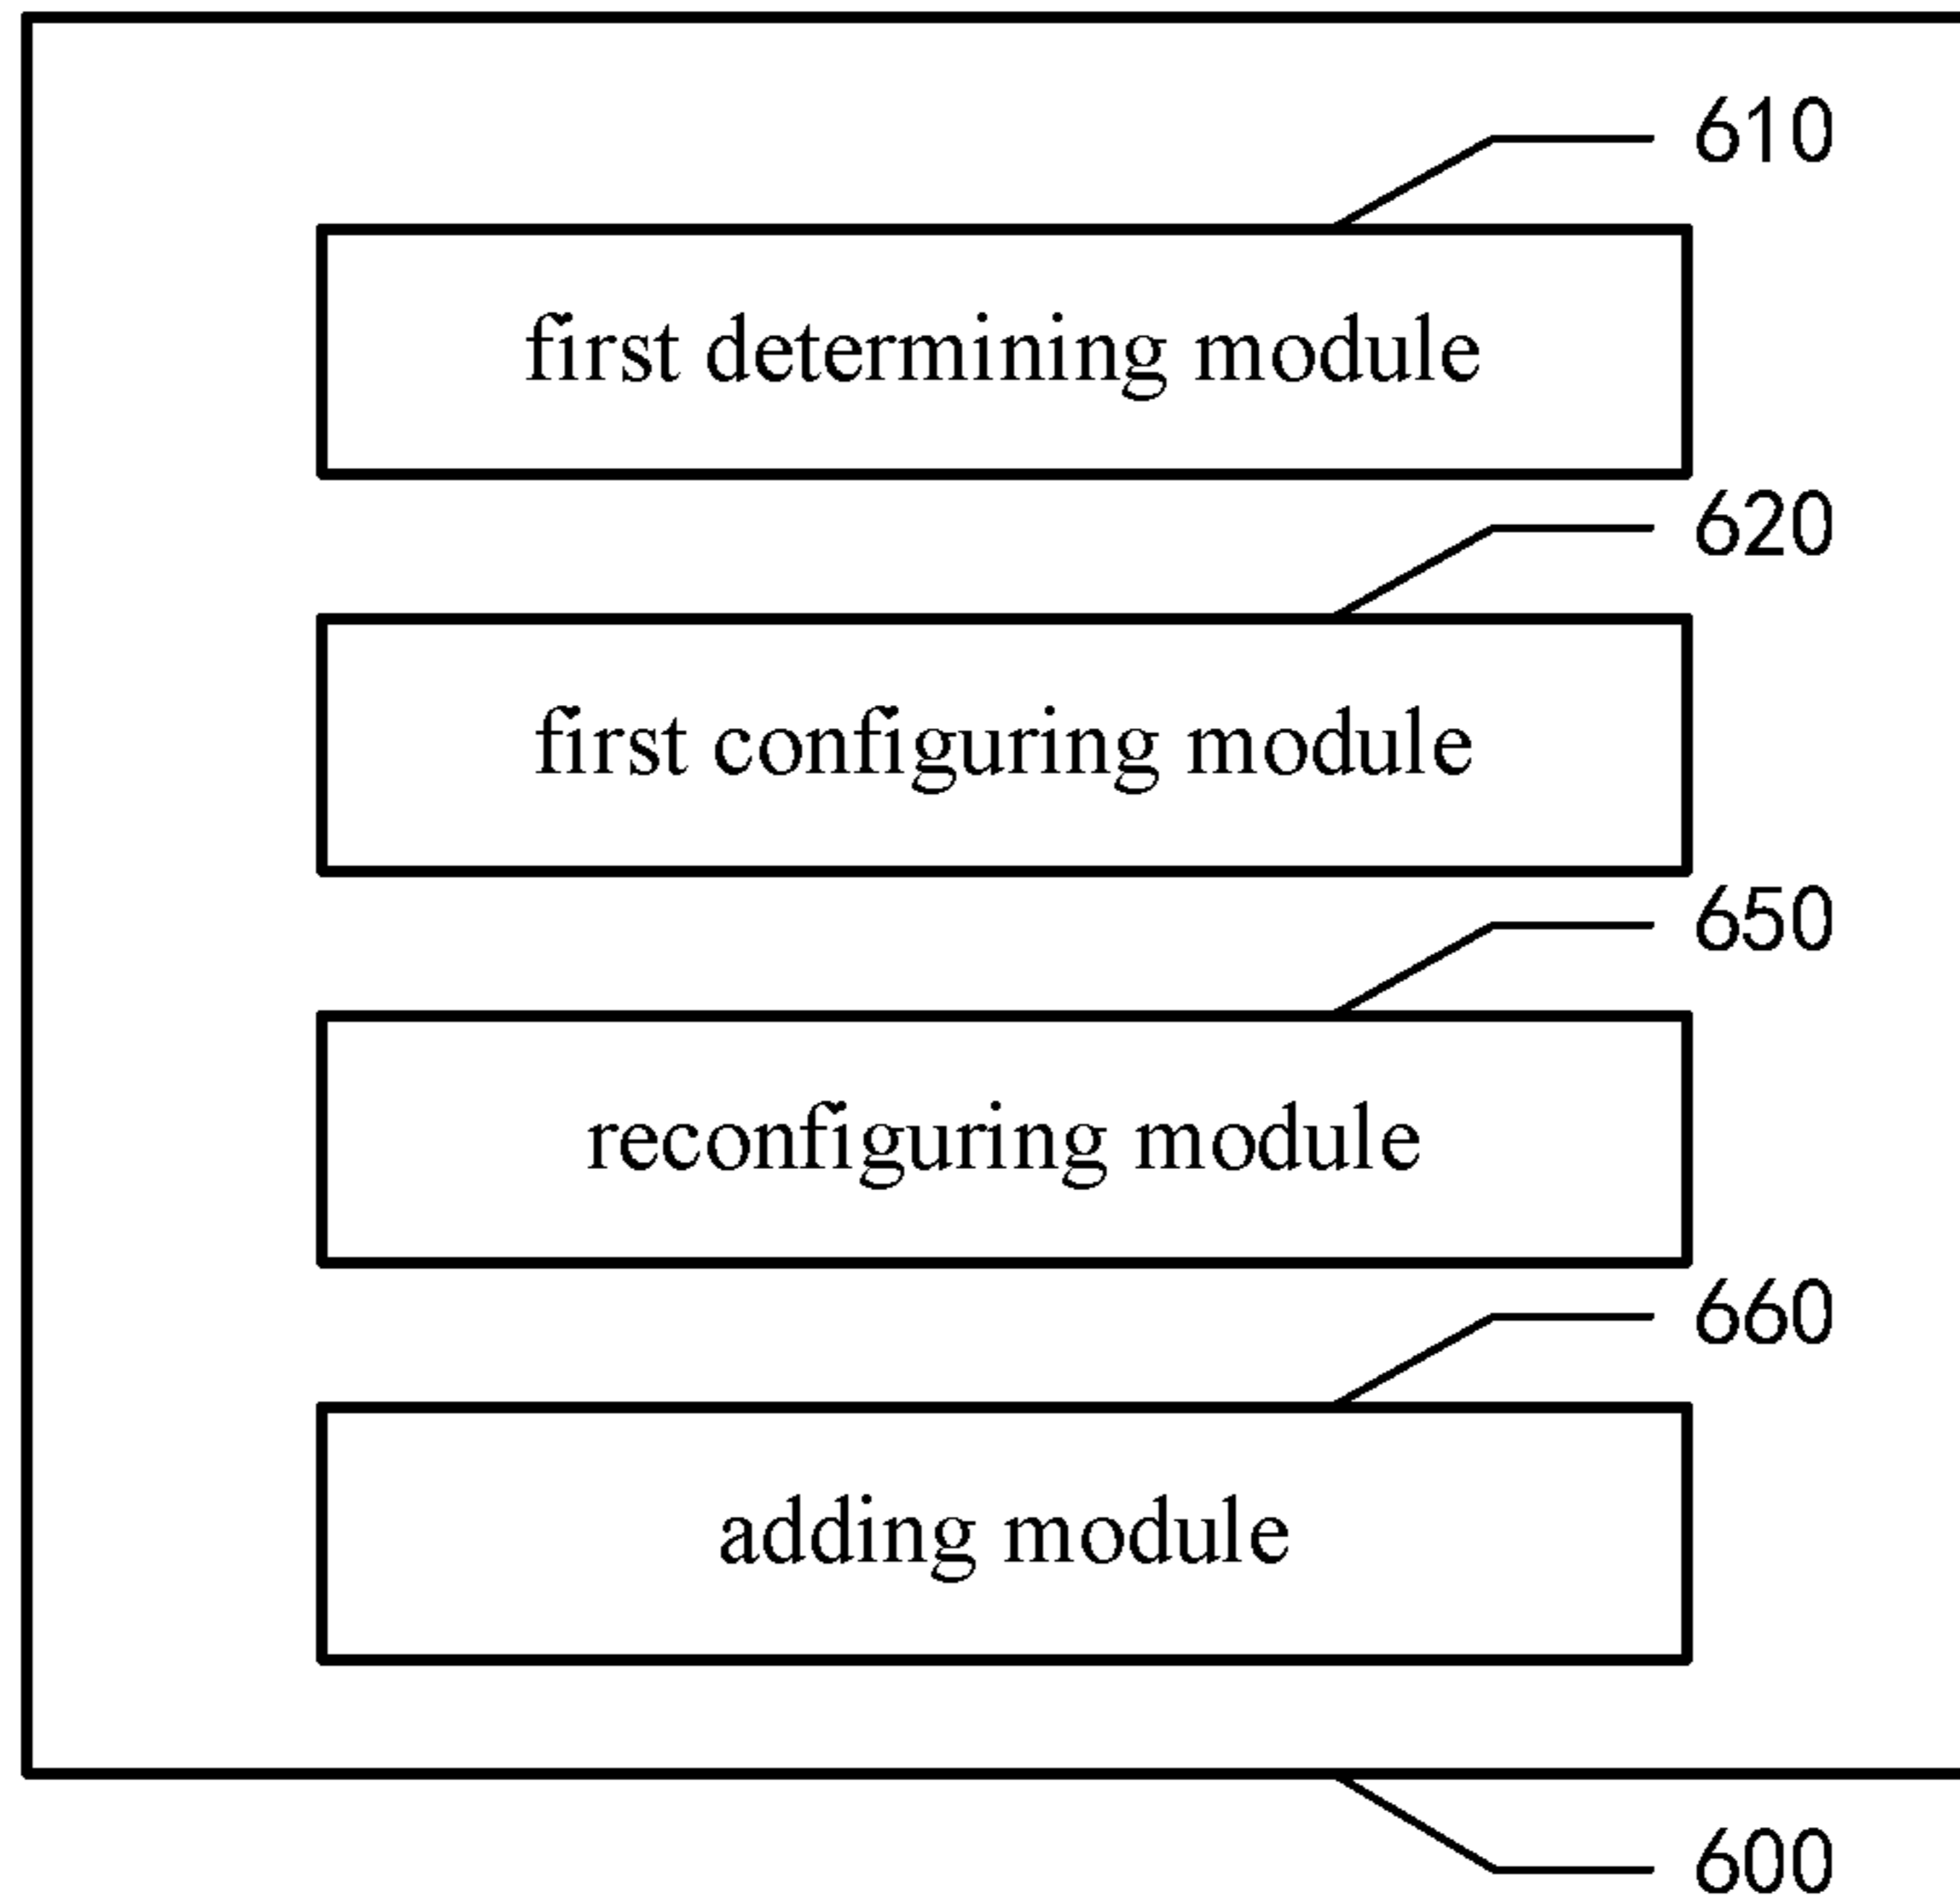 610
first determining module
620
first configuring module
650
reconfiguring module
660
adding module
600